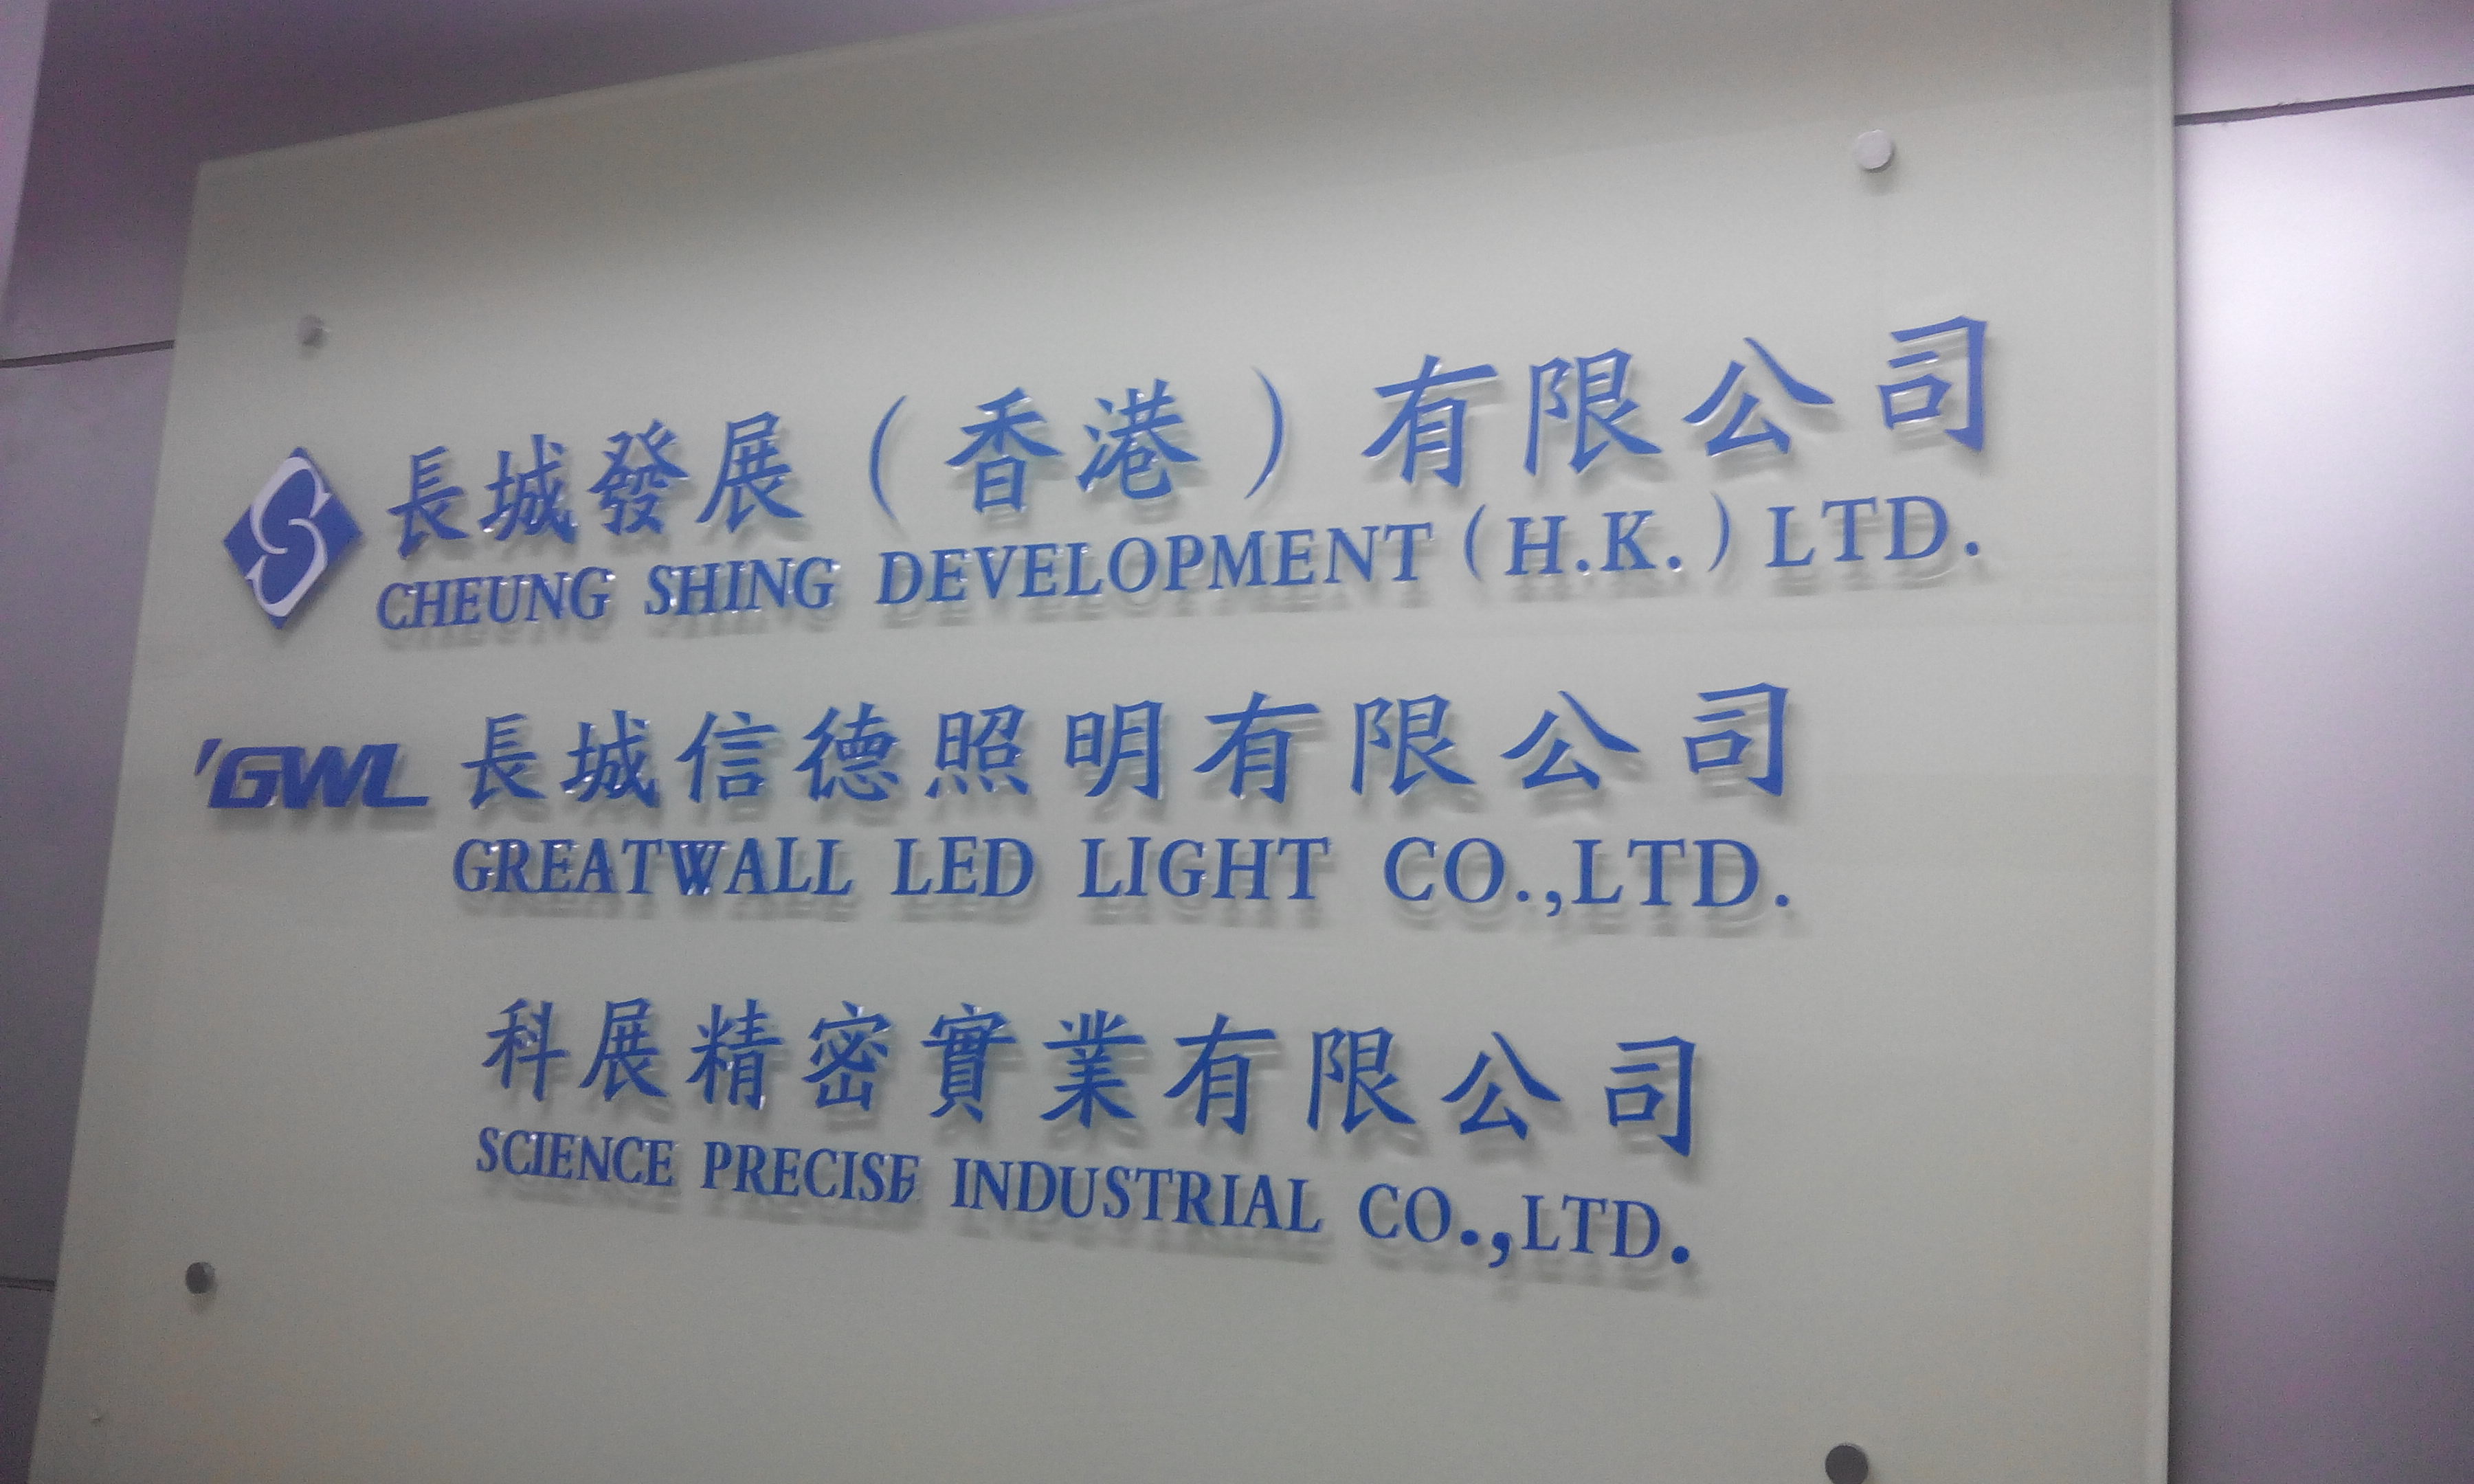 長城發展（香港）有限公司
CHEUNG SHING DEVELOPMENT (H.K.) LTD.
'GWL 長城信德照明有限公司
GREATWALL LED LIGHT CO.,LTD.
科展精密實業有限公司
SCIENCE PRECISE INDUSTRIAL CO.,LTD.